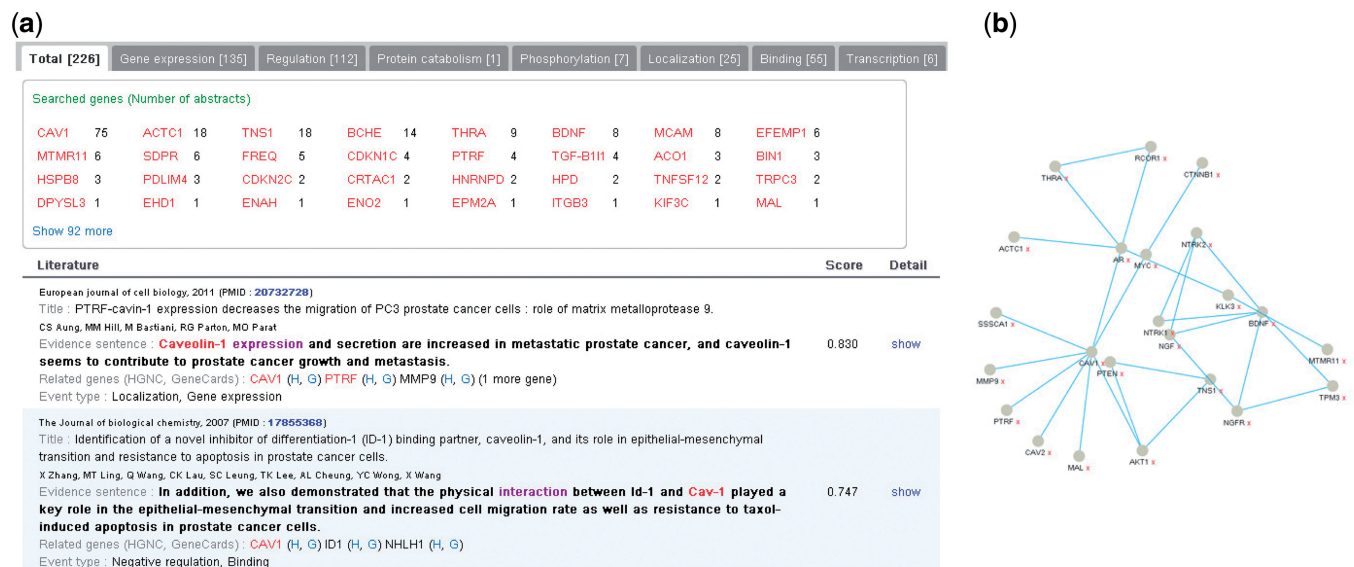 (a)
Total [226] Gene expression [135] Regulation [112] Protein catabolism [1] Phosphorylation [7] Localization [25] Binding [55] Transcription [6]
Searched genes (Number of abstracts)
CAV1 75 ACTC1 18 TNS1 18 BCHE 14 THRA 9 BDNF 8 MCAM 8 EFEMP1 6
MTMR11 6 SDPR 6 FREQ 5 CDKN1C 4 PTRF 4 TGF-B1I1 4 ACO1 3 BIN1 3
HSPB8 3 PDLIM4 3 CDKN2C 2 CRTAC1 2 HNRNPD 2 HPD 2 TNFSF12 2 TRPC3 2
DPYSL3 1 EHD1 1 ENAH 1 ENO2 1 EPM2A 1 ITGB3 1 KIF3C 1 MAL 1
Show 92 more
Literature Score Detail
European journal of cell biology, 2011 (PMID : 20732728)
Title : PTRF-cavin-1 expression decreases the migration of PC3 prostate cancer cells : role of matrix metalloprotease 9.
CS Aung, MM Hill, M Bastiani, RG Parton, MO Parat
Evidence sentence : Caveolin-1 expression and secretion are increased in metastatic prostate cancer, and caveolin-1 0.830 show
seems to contribute to prostate cancer growth and metastasis.
Related genes (HGNC, GeneCards) : CAV1 (H, G) PTRF (H, G) MMP9 (H, G) (1 more gene)
Event type : Localization, Gene expression
The Journal of biological chemistry, 2007 (PMID : 17855368)
Title : Identification of a novel inhibitor of differentiation-1 (ID-1) binding partner, caveolin-1, and its role in epithelial-mesenchymal
transition and resistance to apoptosis in prostate cancer cells.
X Zhang, MT Ling, Q Wang, CK Lau, SC Leung, TK Lee, AL Cheung, YC Wong, X Wang
Evidence sentence : In addition, we also demonstrated that the physical interaction between Id-1 and Cav-1 played a 0.747 show
key role in the epithelial-mesenchymal transition and increased cell migration rate as well as resistance to taxol-
induced apoptosis in prostate cancer cells.
Related genes (HGNC, GeneCards) : CAV1 (H, G) ID1 (H, G) NHLH1 (H, G)
Event type : Negative regulation, Binding
(b)
RCOR1 x
THRA x
CTNNB1 x
ACTC1 x
NTRK2 x
AR x
MYC x
KLK3 x
SSSCA1 x
BDNF x
NTRK1 x
NGF x
CAV1 x
MTMR11 x
PTEN x
MMP9 x
TNS1 x
TPM3 x
PTRF x
NGFR x
CAV2 x
MAL x
AKT1 x